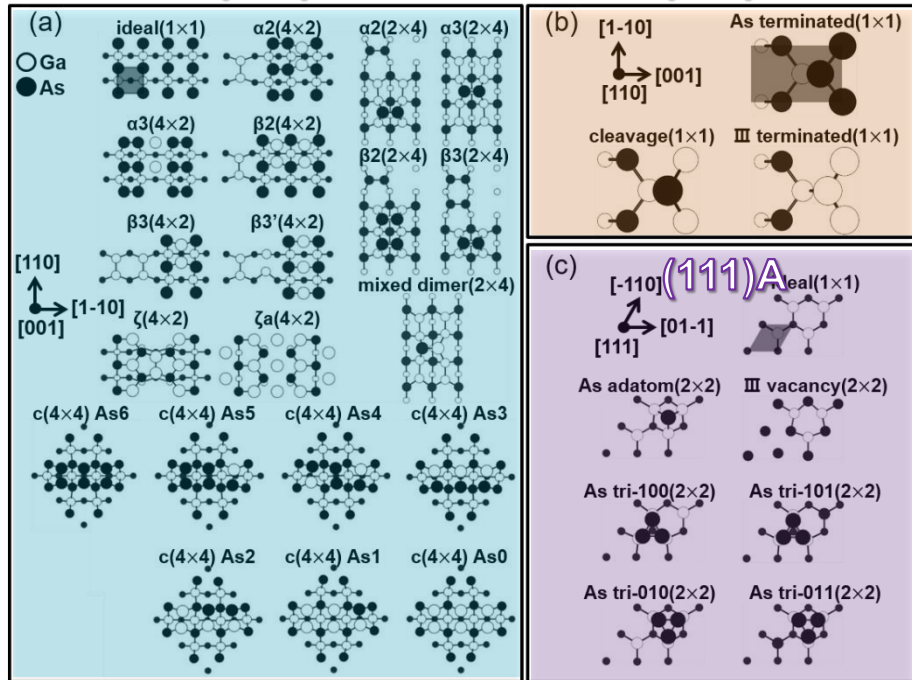 (a)
ideal(1×1)
α2(4×2)
α2(2×4)
α3(2×4)
Ga
As
α3(4×2)
β2(4×2)
β2(2×4)
β3(2×4)
β3(4×2)
β3'(4×2)
[110]
[1-10]
[001]
mixed dimer(2×4)
ζ(4×2)
ζa(4×2)
c(4×4) As6
c(4×4) As5
c(4×4) As4
c(4×4) As3
c(4×4) As2
c(4×4) As1
c(4×4) As0
(b)
[1-10]
[001]
[110]
As terminated(1×1)
cleavage(1×1)
Ⅲ terminated(1×1)
(c)
(111)A
[-110]
[01-1]
[111]
ideal(1×1)
As adatom(2×2)
Ⅲ vacancy(2×2)
As tri-100(2×2)
As tri-101(2×2)
As tri-010(2×2)
As tri-011(2×2)